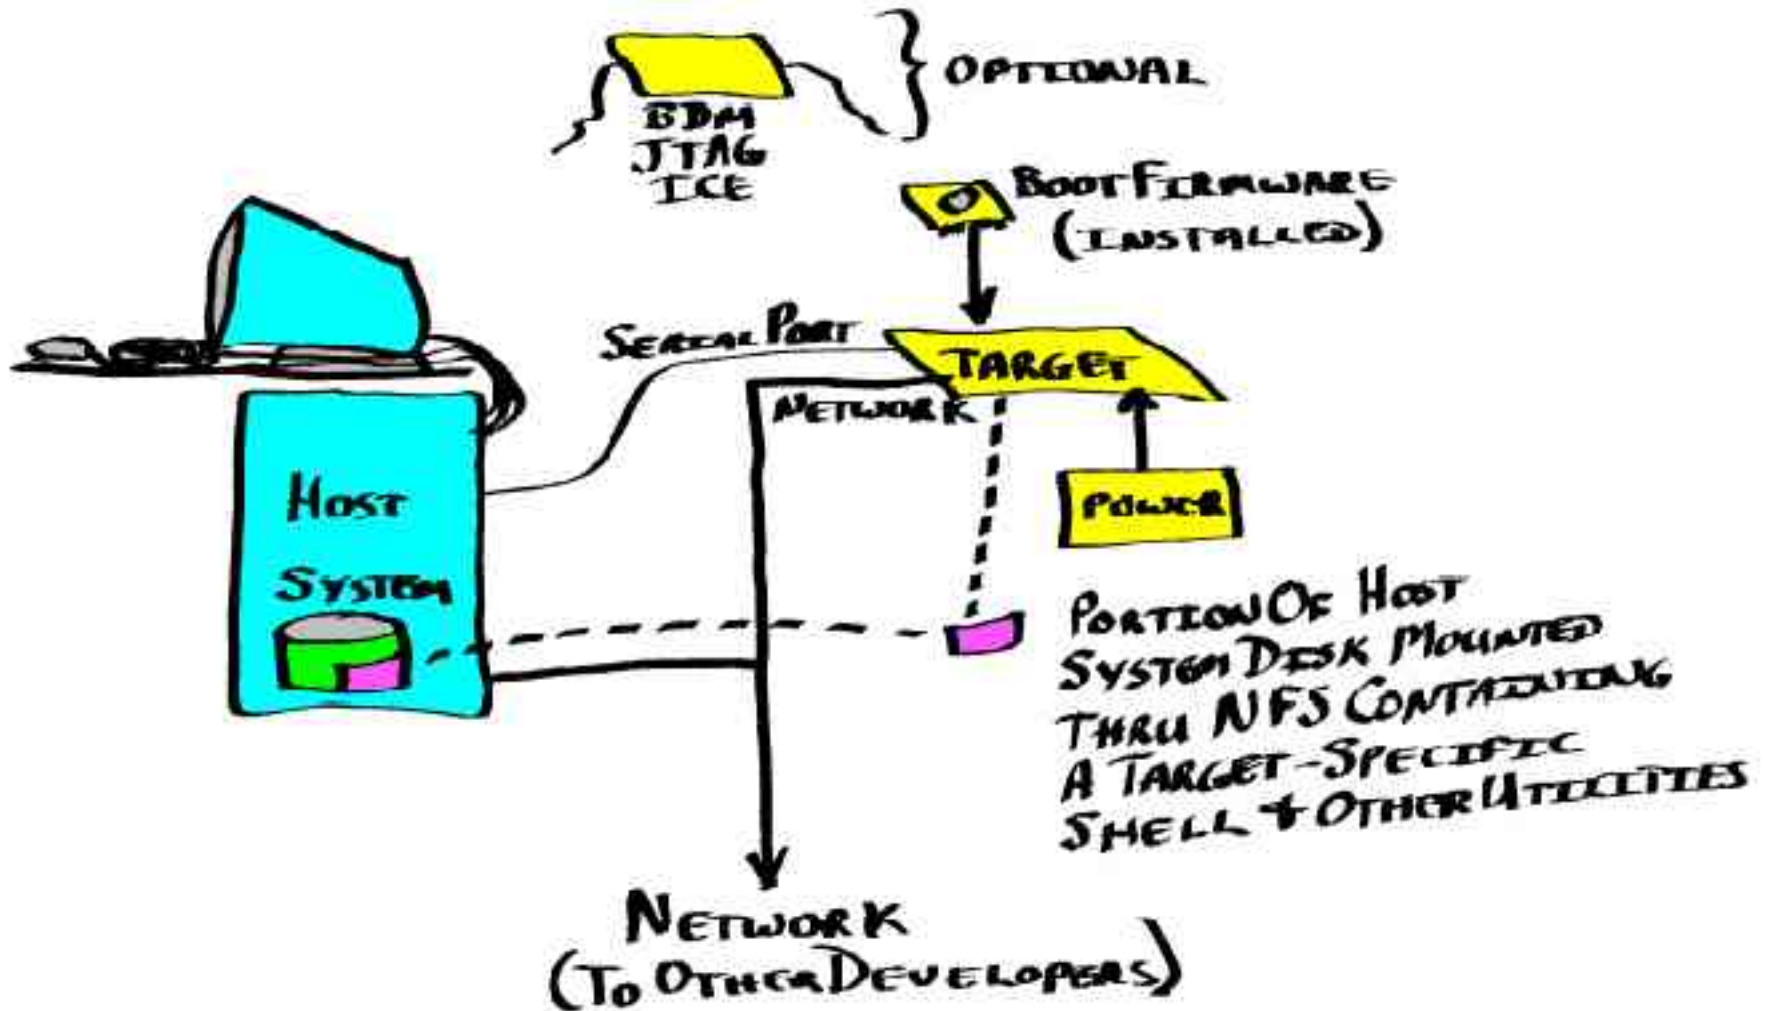 OPTIONAL
BDM
JTAG
ICE
BOOT FIRMWARE
(INSTALLED)
SERIAL PORT
TARGET
NETWORK
HOST
SYSTEM
POWER
PORTION OF HOST
SYSTEM DISK MOUNTED
THRU NFS CONTAINING
A TARGET-SPECIFIC
SHELL + OTHER UTILITIES
NETWORK
(TO OTHER DEVELOPERS)